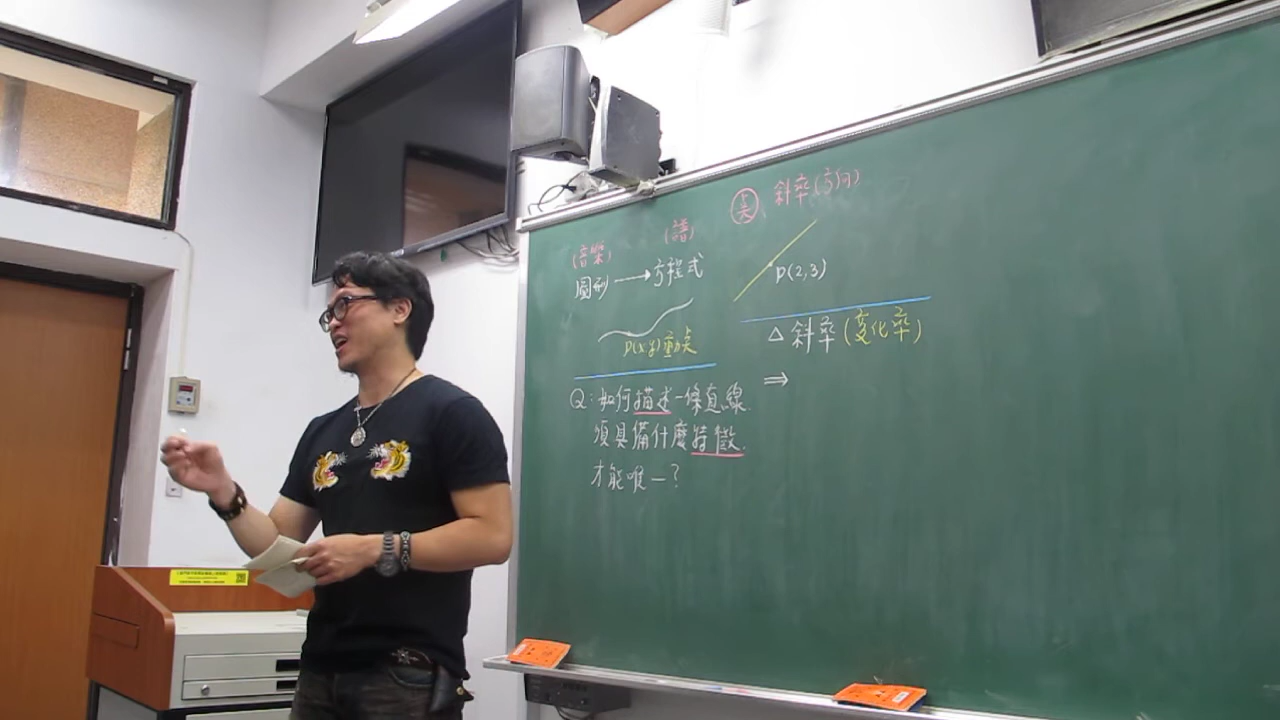 (音樂) (譜)
圖形 → 方程式
P(x,y) 動點
Q: 如何描述一條直線
須具備什麼特徵.
才能唯一?
點 斜率(方向)
P(2,3)
△ 斜率(變化率)
⇒